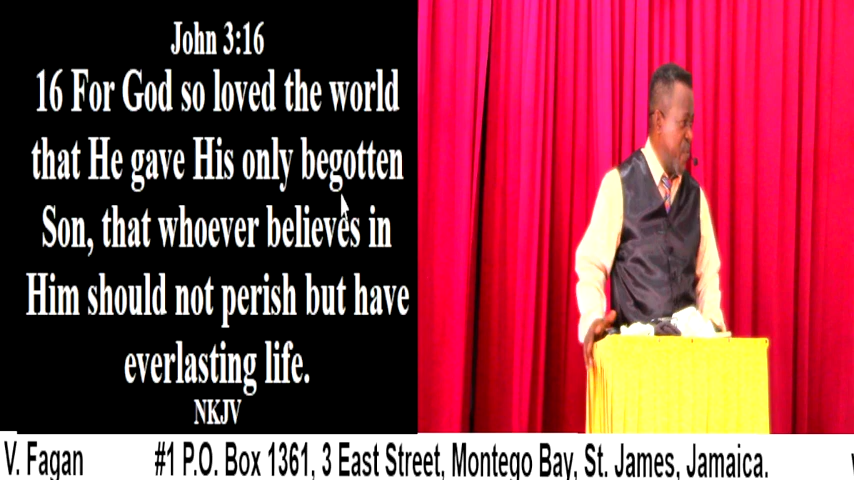 John 3:16
16 For God so loved the world
that He gave His only begotten
Son, that whoever believes in
Him should not perish but have
everlasting life.
NKJV
V. Fagan #1 P.O. Box 1361, 3 East Street, Montego Bay, St. James, Jamaica.